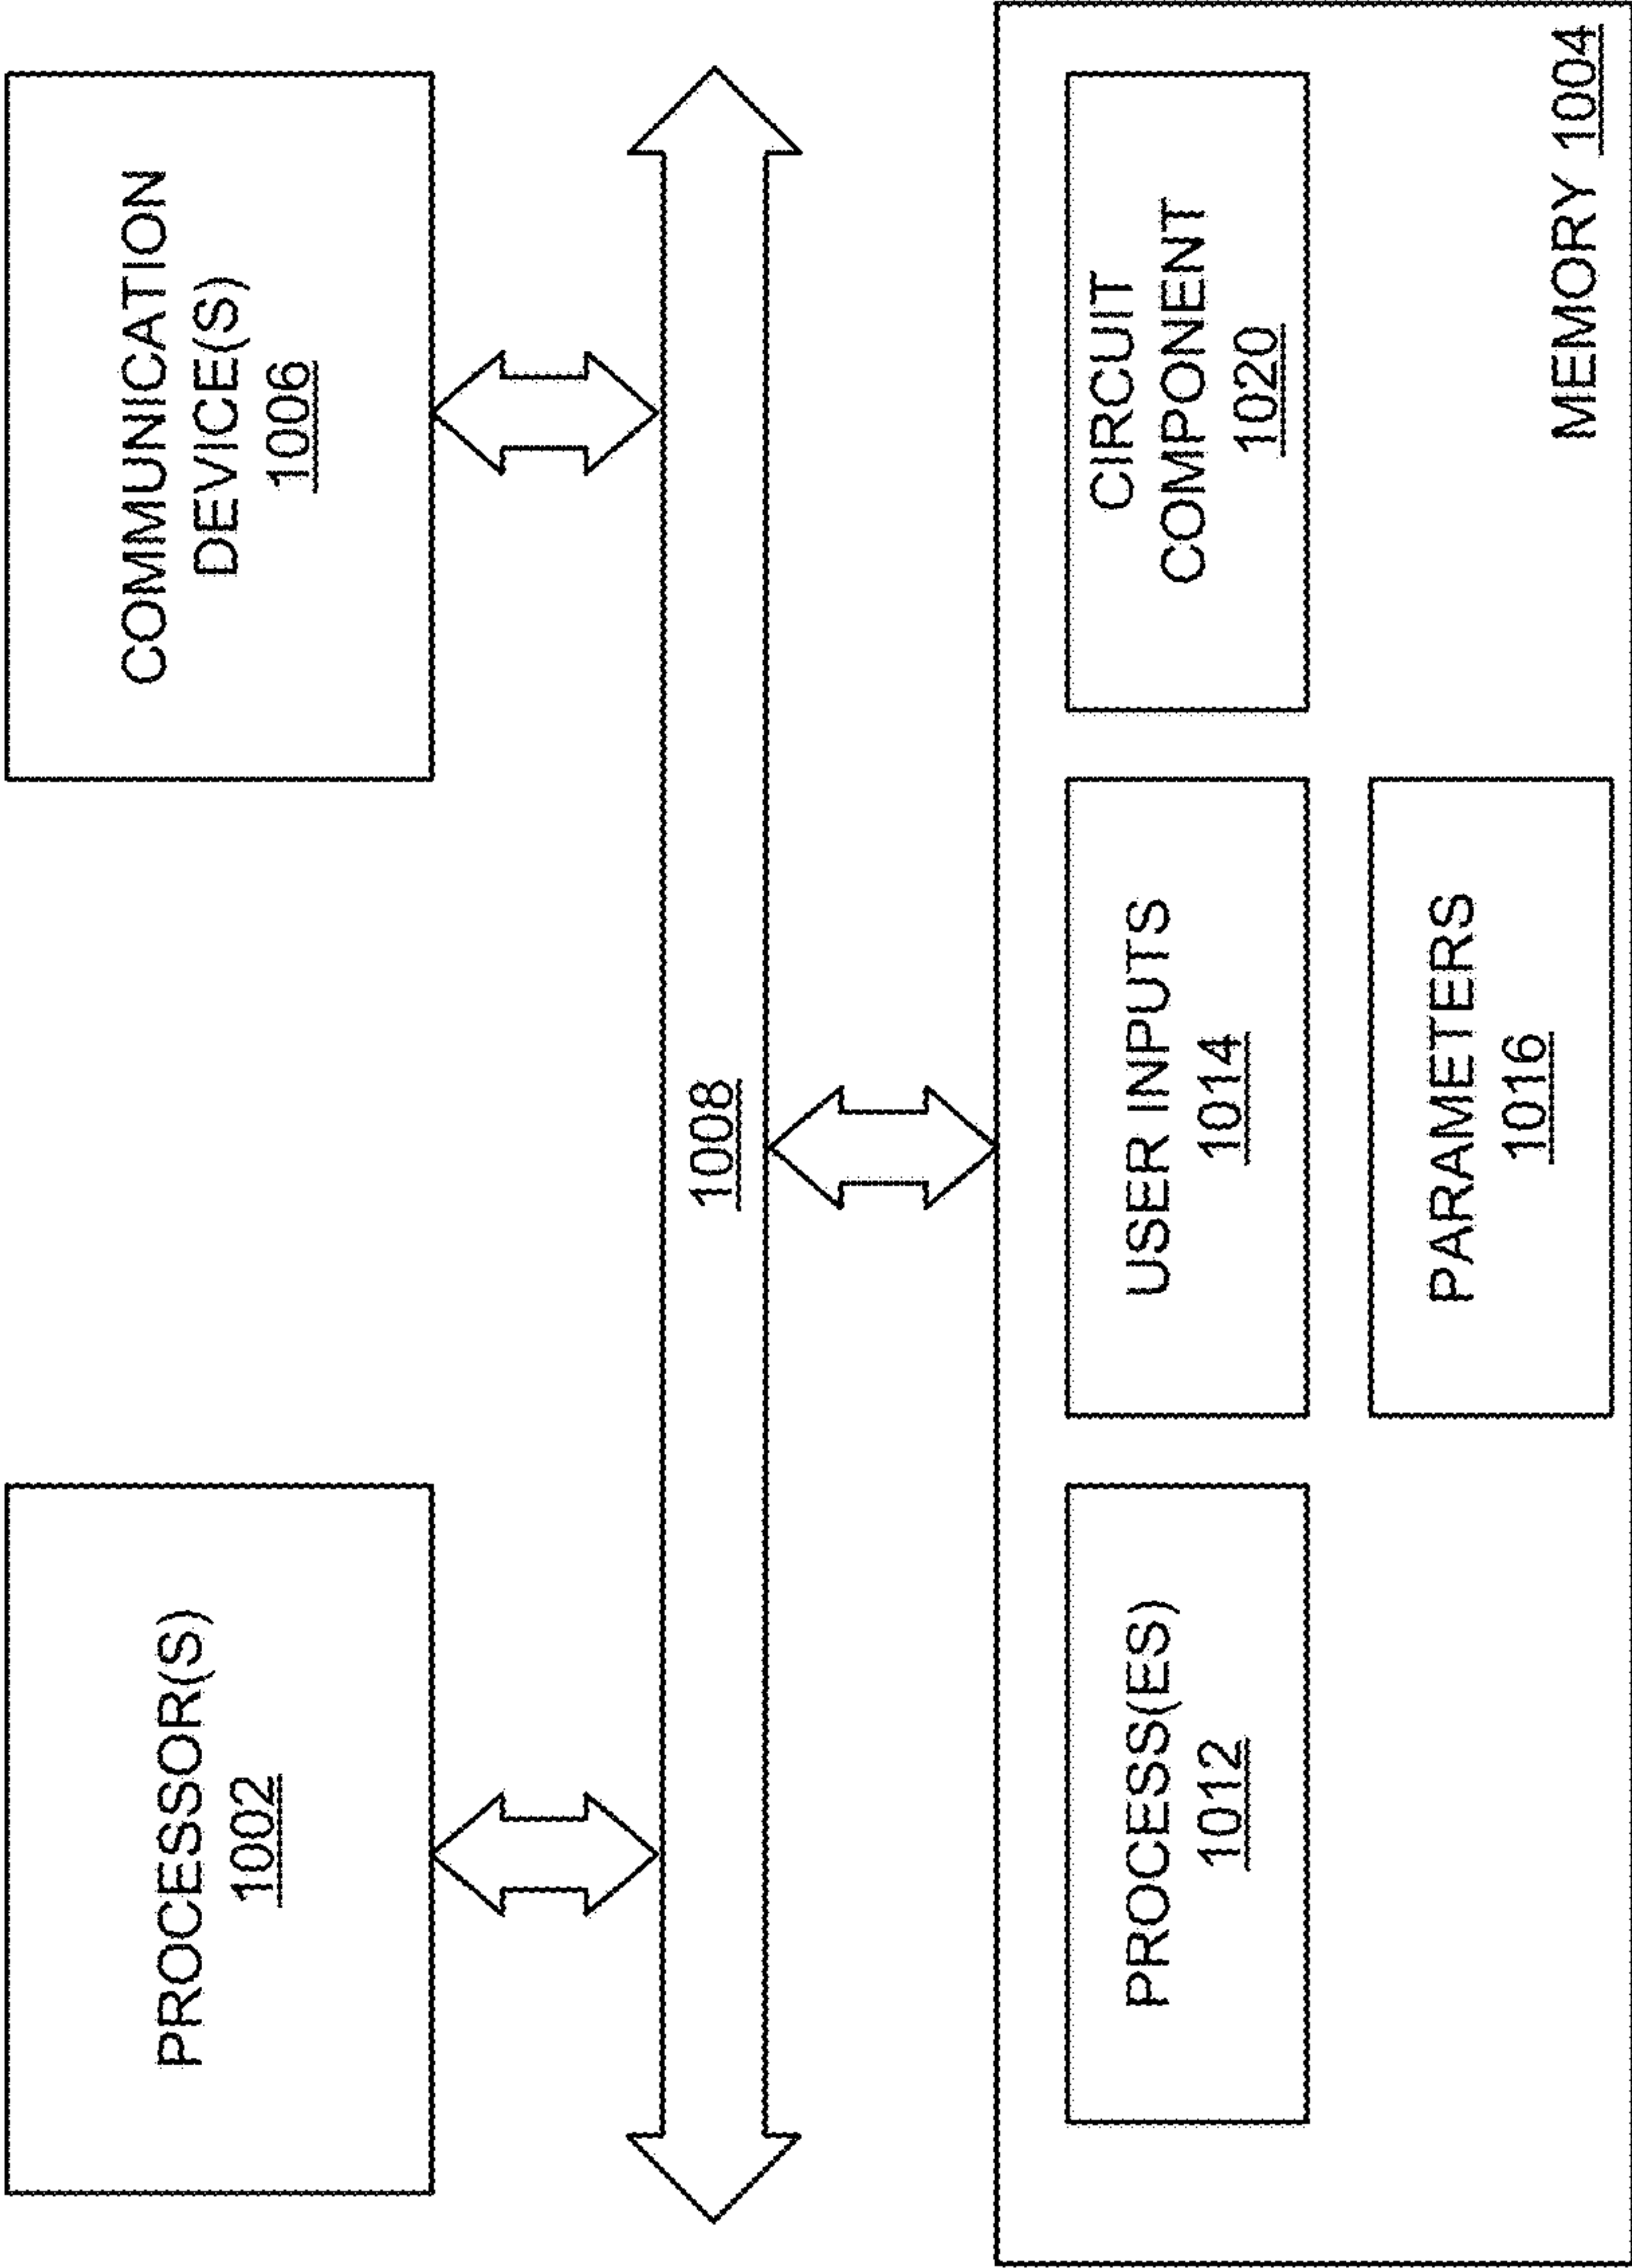 PROCESSOR(S)
1002
COMMUNICATION
DEVICE(S)
1006
1008
PROCESS(ES)
1012
USER INPUTS
1014
CIRCUIT
COMPONENT
1020
PARAMETERS
1016
MEMORY 1004